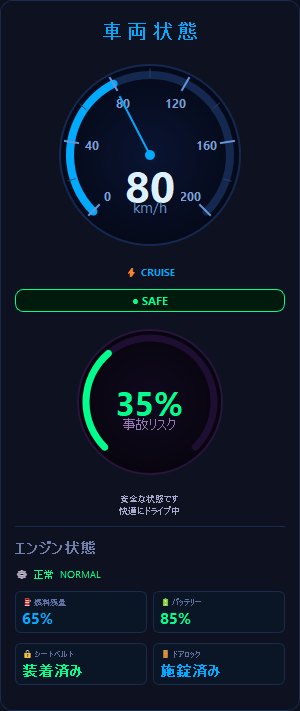 車両状態
80
120
40
160
0
200
80
km/h
CRUISE
SAFE
35%
事故リスク
安全な状態です
快適にドライブ中
エンジン状態
正常 NORMAL
燃料残量
65%
バッテリー
85%
シートベルト
装着済み
ドアロック
施錠済み